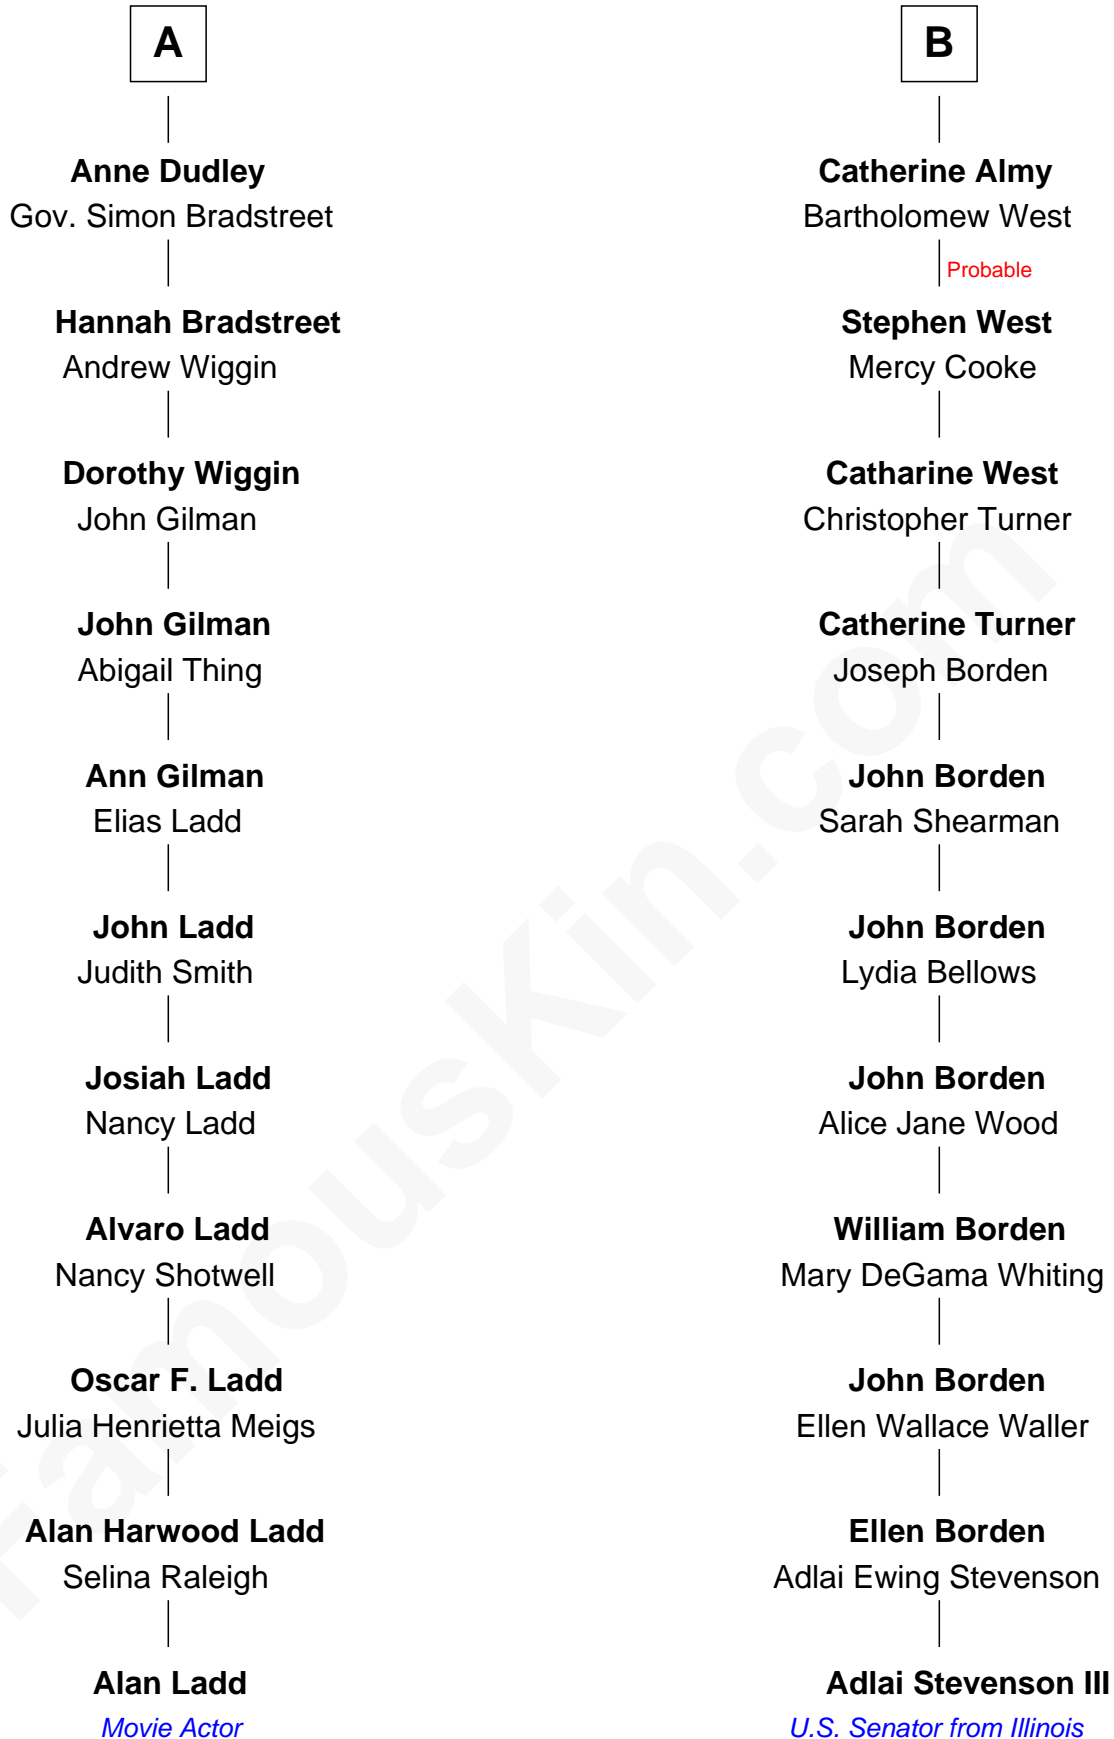 A
Anne Dudley
Gov. Simon Bradstreet
Hannah Bradstreet
Andrew Wiggin
Dorothy Wiggin
John Gilman
John Gilman
Abigail Thing
Ann Gilman
Elias Ladd
John Ladd
Judith Smith
Josiah Ladd
Nancy Ladd
Alvaro Ladd
Nancy Shotwell
Oscar F. Ladd
Julia Henrietta Meigs
Alan Harwood Ladd
Selina Raleigh
Alan Ladd
Movie Actor
B
Catherine Almy
Bartholomew West
Probable
Stephen West
Mercy Cooke
Catharine West
Christopher Turner
Catherine Turner
Joseph Borden
John Borden
Sarah Shearman
John Borden
Lydia Bellows
John Borden
Alice Jane Wood
William Borden
Mary DeGama Whiting
John Borden
Ellen Wallace Waller
Ellen Borden
Adlai Ewing Stevenson
Adlai Stevenson III
U.S. Senator from Illinois
FamousKin.com